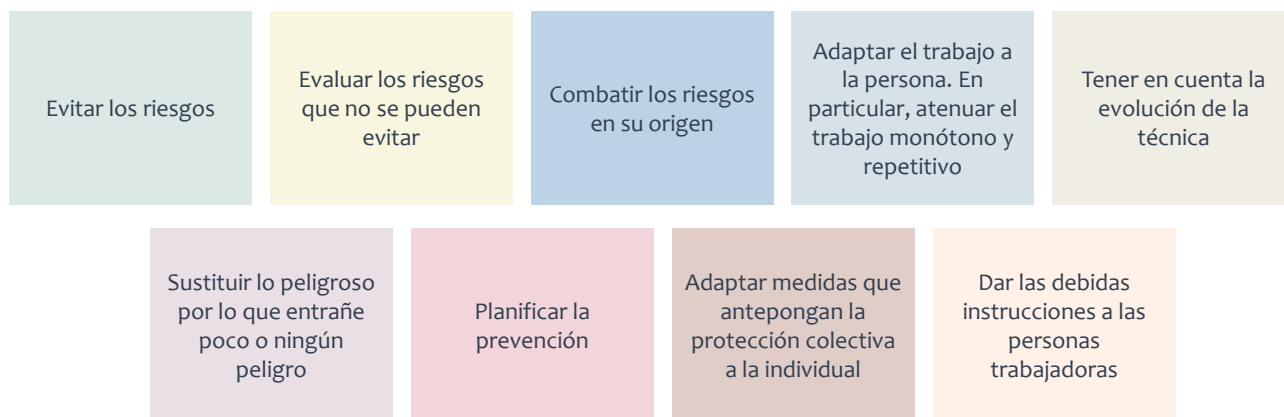 Evitar los riesgos
Evaluar los riesgos
que no se pueden
evitar
Combatir los riesgos
en su origen
Adaptar el trabajo a
la persona. En
particular, atenuar el
trabajo monótono y
repetitivo
Tener en cuenta la
evolución de la
técnica
Sustituir lo peligroso
por lo que entrañe
poco o ningún
peligro
Planificar la
prevención
Adaptar medidas que
antepongan la
protección colectiva
a la individual
Dar las debidas
instrucciones a las
personas
trabajadoras